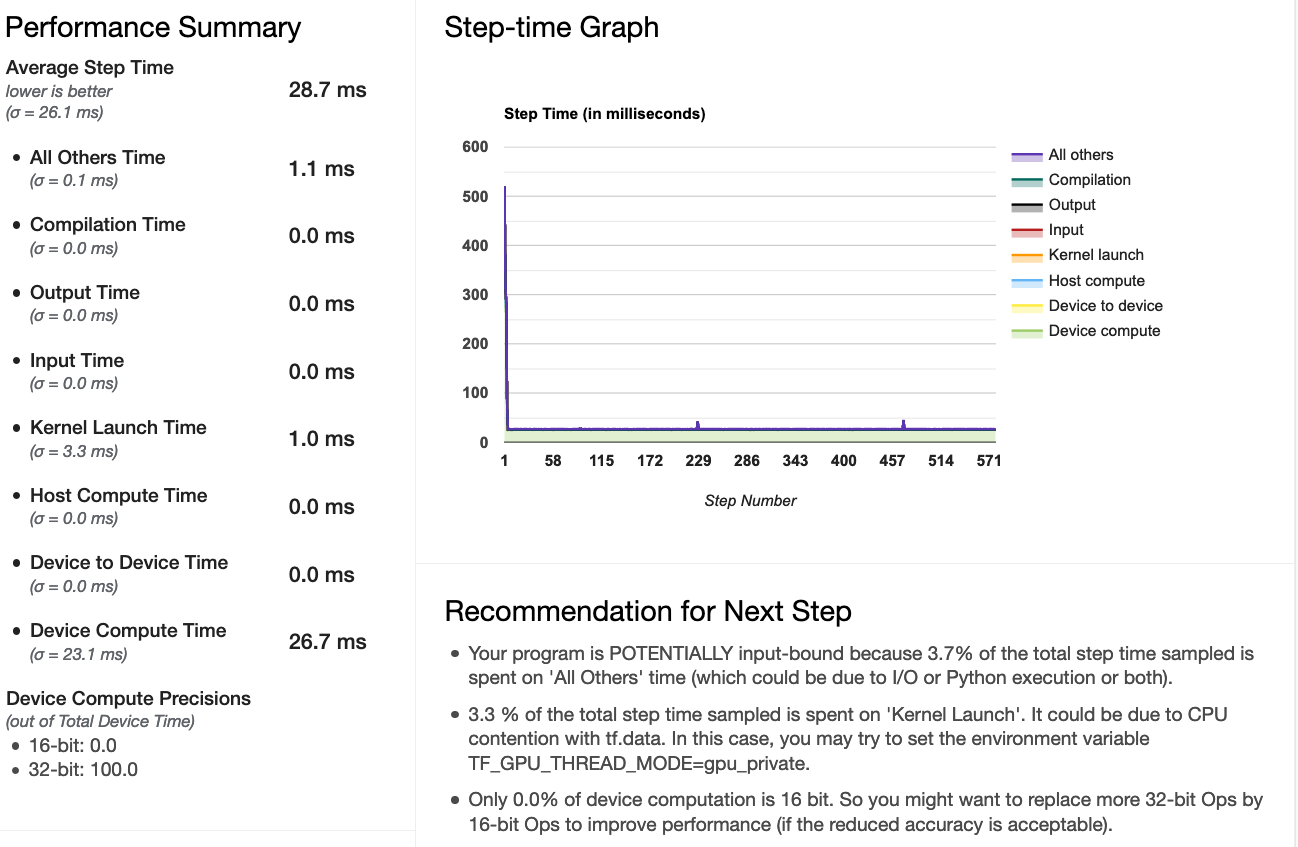 Performance Summary
Average Step Time
lower is better
(σ = 26.1 ms)
28.7 ms
• All Others Time
(σ = 0.1 ms)
1.1 ms
• Compilation Time
(σ = 0.0 ms)
0.0 ms
• Output Time
(σ = 0.0 ms)
0.0 ms
• Input Time
(σ = 0.0 ms)
0.0 ms
• Kernel Launch Time
(σ = 3.3 ms)
1.0 ms
• Host Compute Time
(σ = 0.0 ms)
0.0 ms
• Device to Device Time
(σ = 0.0 ms)
0.0 ms
• Device Compute Time
(σ = 23.1 ms)
26.7 ms
Device Compute Precisions
(out of Total Device Time)
• 16-bit: 0.0
• 32-bit: 100.0
Step-time Graph
Step Time (in milliseconds)
600
500
400
300
200
100
0
1 58 115 172 229 286 343 400 457 514 571
Step Number
All others
Compilation
Output
Input
Kernel launch
Host compute
Device to device
Device compute
Recommendation for Next Step
• Your program is POTENTIALLY input-bound because 3.7% of the total step time sampled is
spent on 'All Others' time (which could be due to I/O or Python execution or both).
• 3.3 % of the total step time sampled is spent on 'Kernel Launch'. It could be due to CPU
contention with tf.data. In this case, you may try to set the environment variable
TF_GPU_THREAD_MODE=gpu_private.
• Only 0.0% of device computation is 16 bit. So you might want to replace more 32-bit Ops by
16-bit Ops to improve performance (if the reduced accuracy is acceptable).